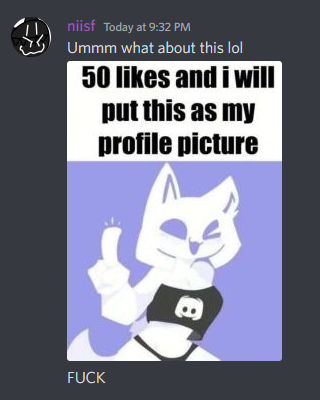 niisf Today at 9:32 PM
Ummm what about this lol
50 likes and i will
put this as my
profile picture
FUCK